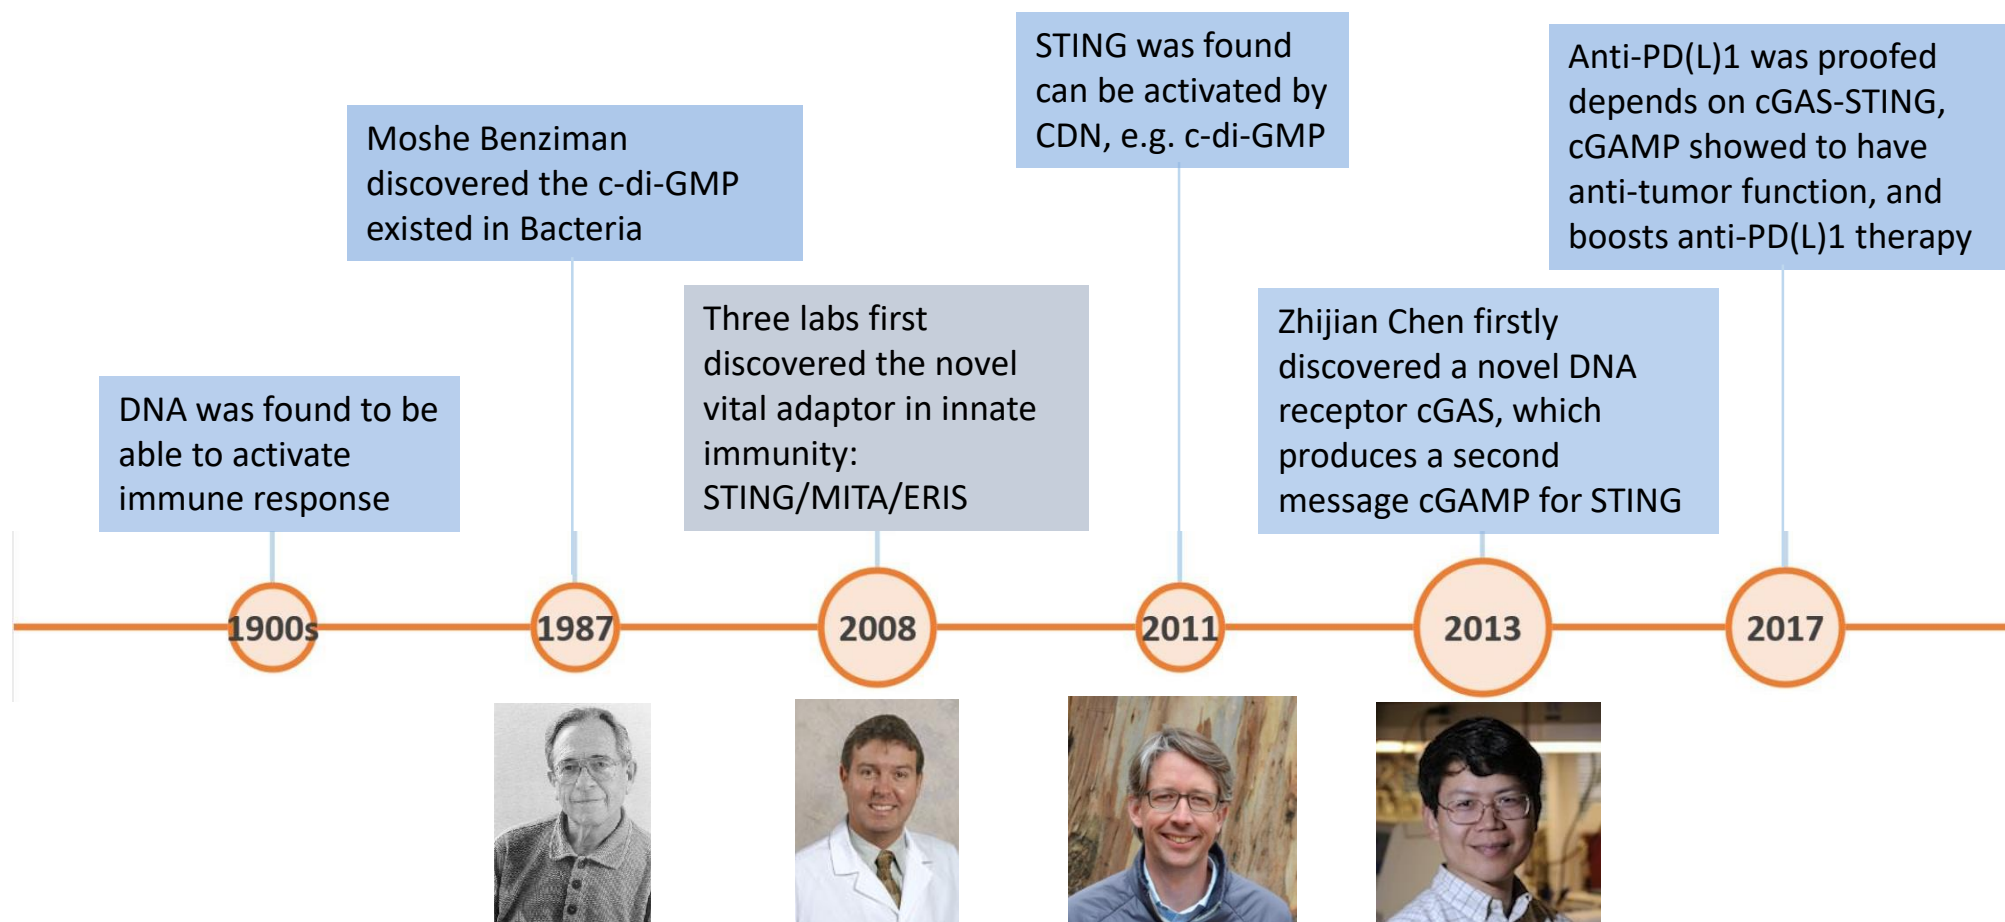 DNA was found to be
able to activate
immune response
Moshe Benziman
discovered the c-di-GMP
existed in Bacteria
Three labs first
discovered the novel
vital adaptor in innate
immunity:
STING/MITA/ERIS
STING was found
can be activated by
CDN, e.g. c-di-GMP
Zhijian Chen firstly
discovered a novel DNA
receptor cGAS, which
produces a second
message cGAMP for STING
Anti-PD(L)1 was proofed
depends on cGAS-STING,
cGAMP showed to have
anti-tumor function, and
boosts anti-PD(L)1 therapy
1900s
1987
2008
2011
2013
2017